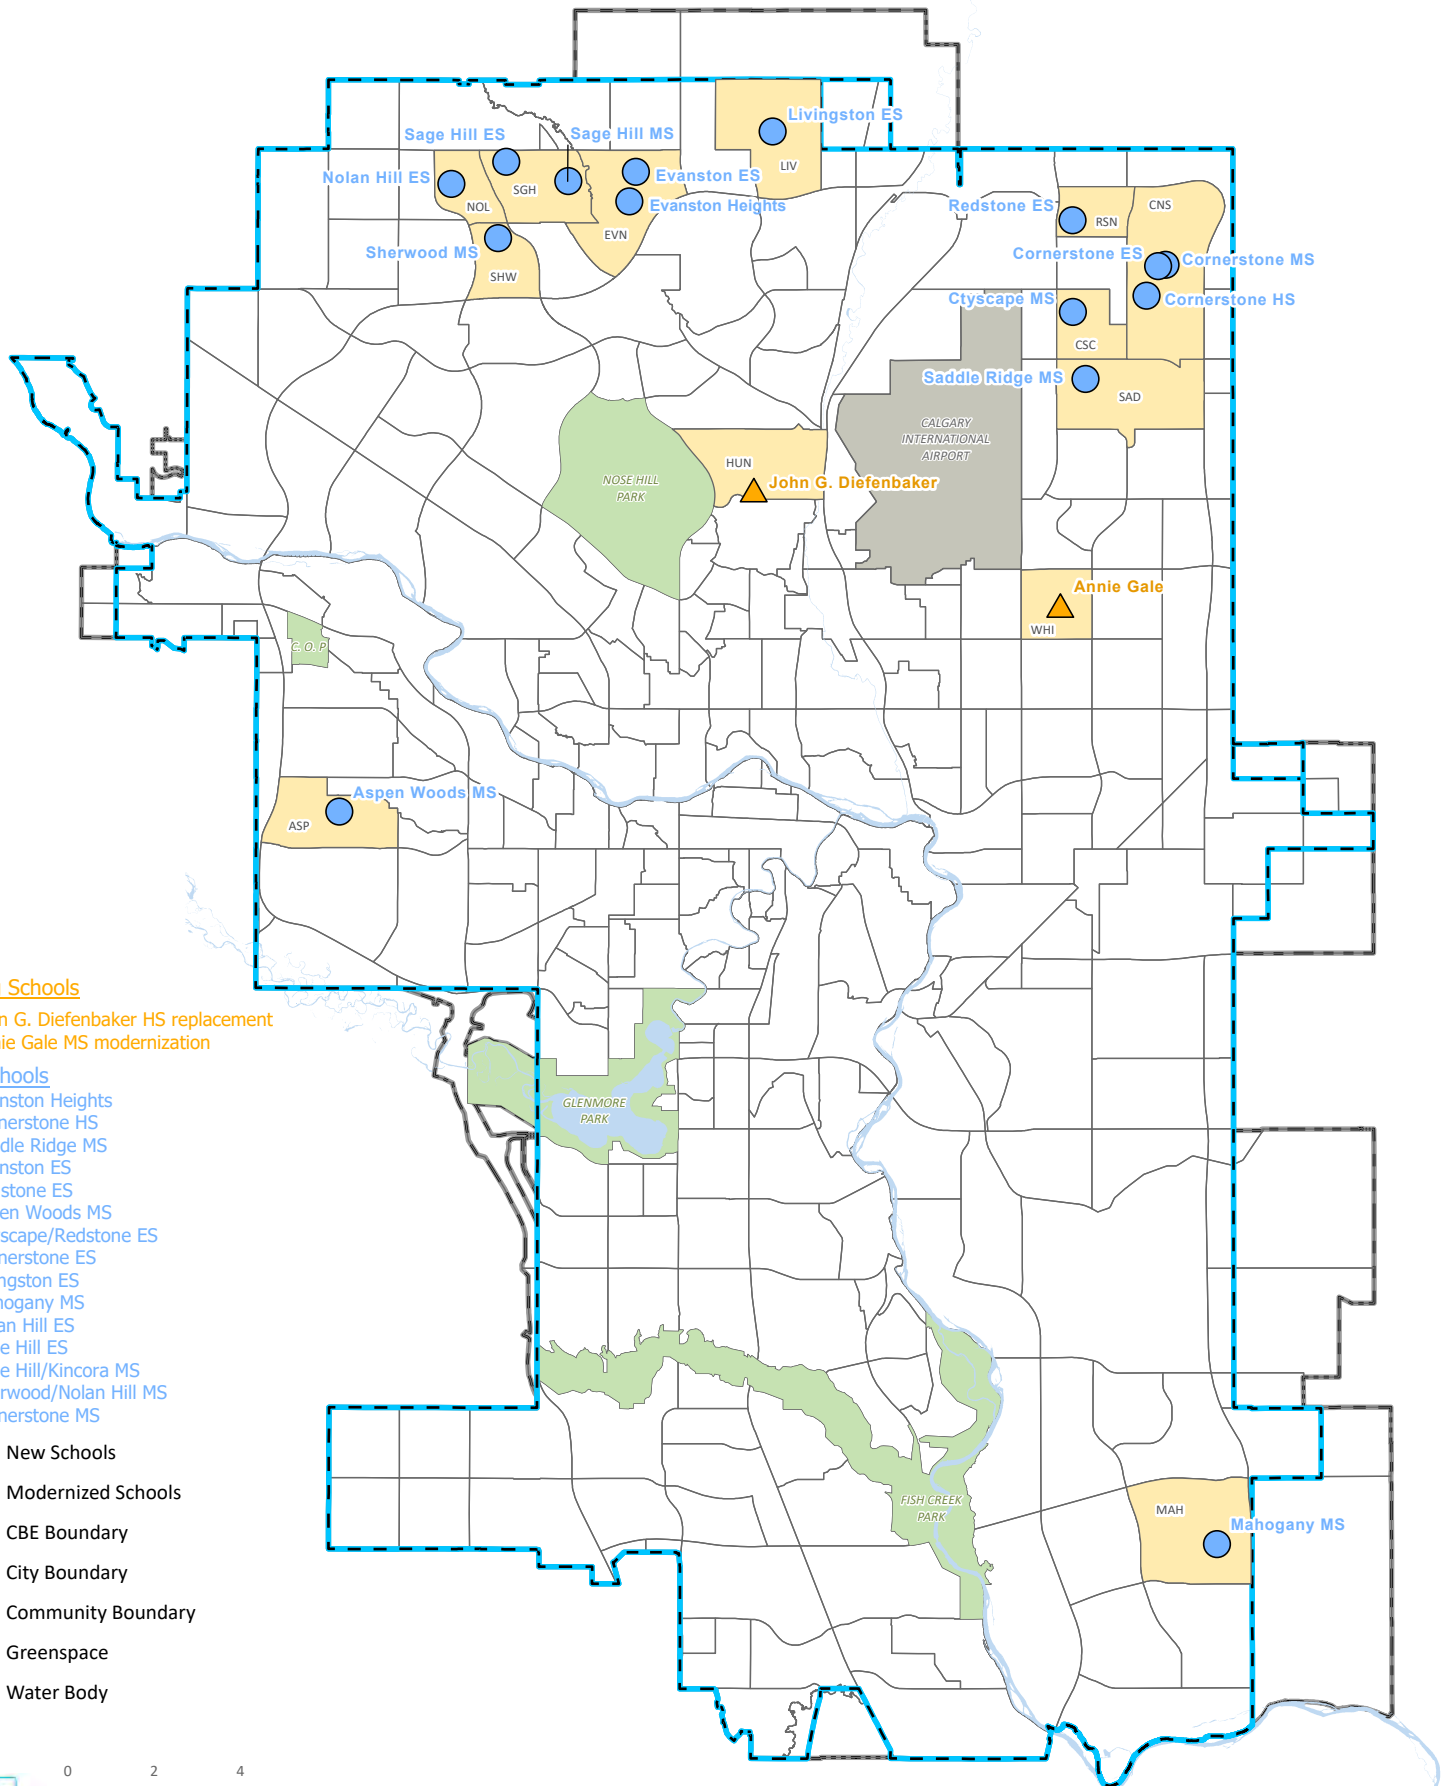 Livingston ES
Sage Hill ES
Sage Hill MS
LIV
Nolan Hill ES
SGH
Evanston ES
NOL
Evanston Heights
EVN
Sherwood MS
SHW
Redstone ES
RSN
CNS
Cornerstone ES
Cornerstone MS
Ctyscape MS
Cornerstone HS
CSC
Saddle Ridge MS
SAD
CALGARY
INTERNATIONAL
AIRPORT
HUN
John G. Diefenbaker
NOSE HILL
PARK
Annie Gale
WHI
C. O. P
Aspen Woods MS
ASP
GLENMORE
PARK
FISH CREEK
PARK
MAH
Mahogany MS
Schools
n G. Diefenbaker HS replacement
nie Gale MS modernization
hools
nston Heights
nerstone HS
dle Ridge MS
nston ES
stone ES
en Woods MS
scape/Redstone ES
nerstone ES
ngston ES
hogany MS
an Hill ES
e Hill ES
e Hill/Kincora MS
rwood/Nolan Hill MS
nerstone MS
New Schools
Modernized Schools
CBE Boundary
City Boundary
Community Boundary
Greenspace
Water Body
0 2 4